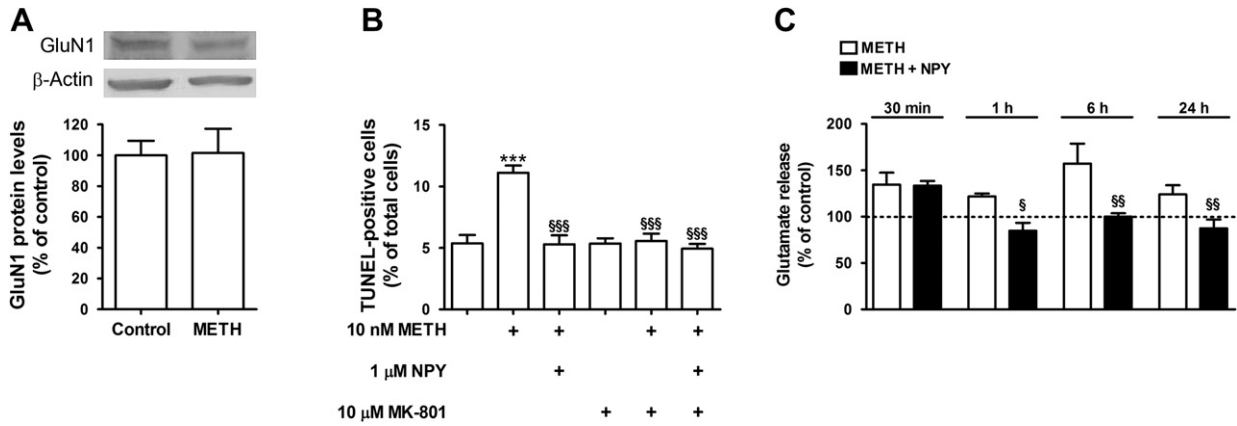 A
GluN1
β-Actin
GluN1 protein levels
(% of control)
120
100
80
60
40
20
0
Control METH
B
TUNEL-positive cells
(% of total cells)
15
10
5
0
***
§§§
§§§
§§§
10 nM METH + + + +
1 μM NPY + +
10 μM MK-801 + + +
C
METH
METH + NPY
30 min 1 h 6 h 24 h
Glutamate release
(% of control)
200
150
100
50
0
§
§§
§§